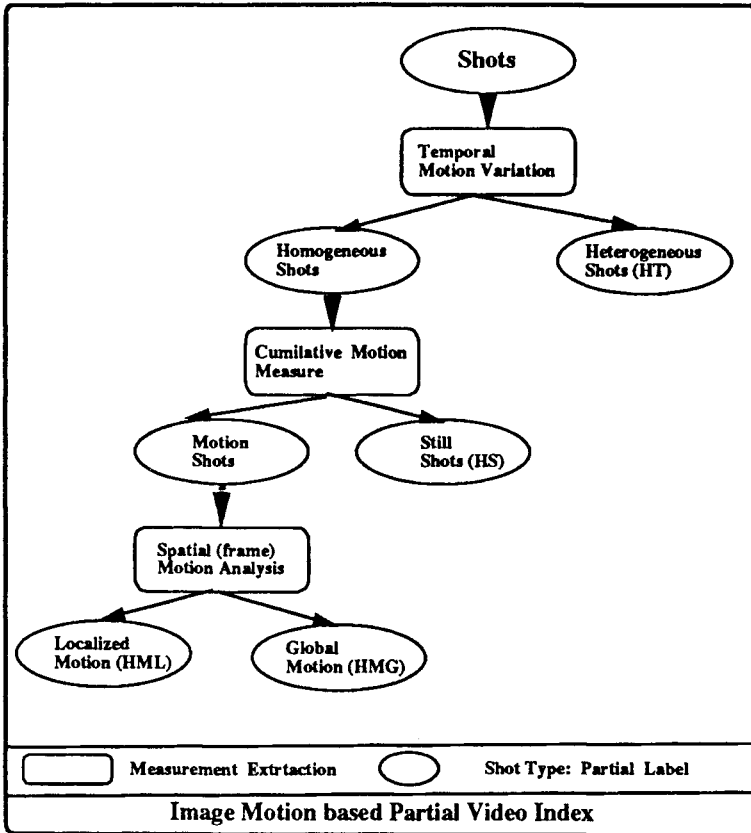 Shots
Temporal
Motion Variation
Homogeneous
Shots
Heterogeneous
Shots (HT)
Cumilative Motion
Measure
Motion
Shots
Still
Shots (HS)
Spatial (frame)
Motion Analysis
Localized
Motion (HML)
Global
Motion (HMG)
Measurement Extrtaction
Shot Type: Partial Label
Image Motion based Partial Video Index